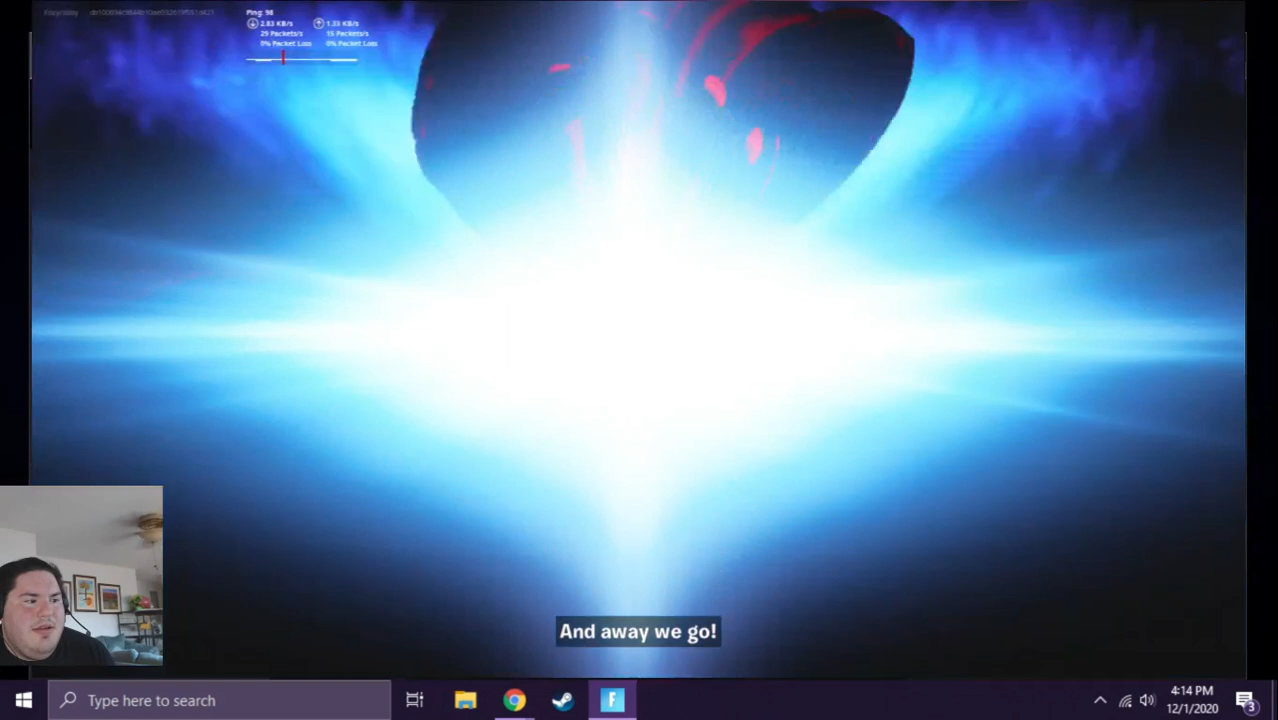 Ping: 98
2.83 KB/s 1.33 KB/s
29 Packets/s 15 Packets/s
0% Packet Loss 0% Packet Loss
And away we go!
F
Type here to search
4:14 PM
12/1/2020
3